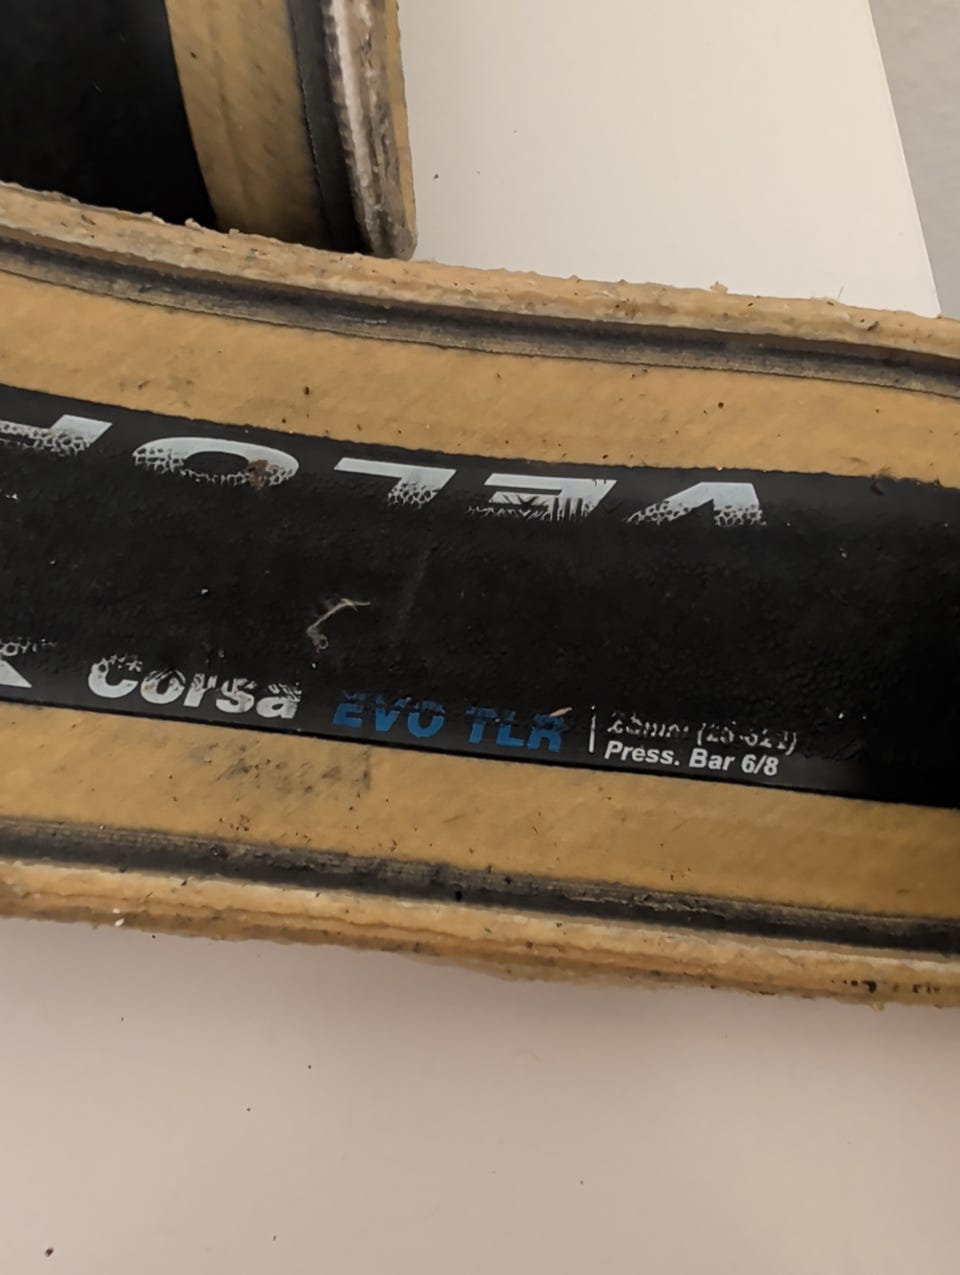 VELOF
Corsa EVO TLR
Press. Bar 6/8